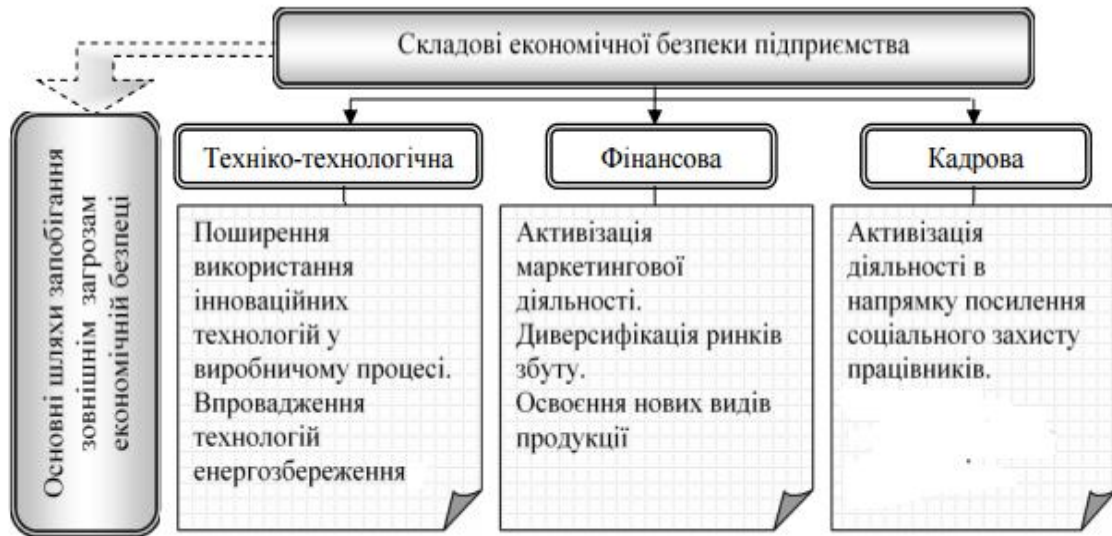 Складові економічної безпеки підприємства
Основні шляхи запобігання
зовнішнім загрозам
економічній безпеці
Техніко-технологічна
Фінансова
Кадрова
Поширення
використання
інноваційних
технологій у
виробничому процесі.
Впровадження
технологій
енергозбереження
Активізація
маркетингової
діяльності.
Диверсифікація ринків
збуту.
Освоєння нових видів
продукції
Активізація
діяльності в
напрямку посилення
соціального захисту
працівників.